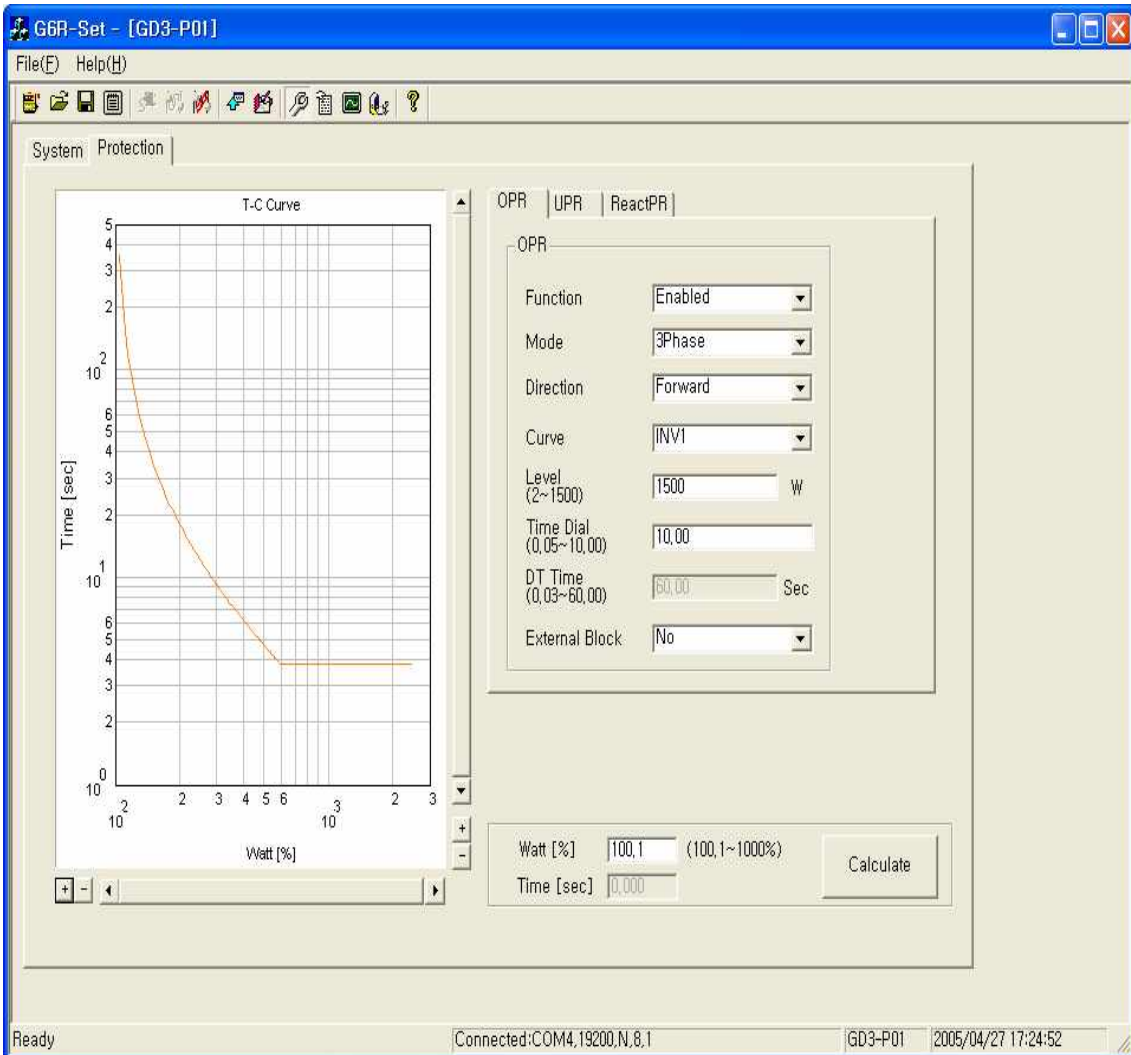 G6R-Set - [GD3-P01]
File(F) Help(H)
System Protection
T-C Curve
5
4
3
2
10^2
6
5
4
3
2
10^1
6
5
4
3
2
10^0
Time [sec]
10^2 2 3 4 5 6 10^3 2 3
Watt [%]
+
-
+ -
OPR UPR ReactPR
OPR
Function Enabled
Mode 3Phase
Direction Forward
Curve INV1
Level
(2~1500) 1500 W
Time Dial
(0,05~10,00) 10,00
DT Time
(0,03~60,00) 60,00 Sec
External Block No
Watt [%] 100,1 (100,1~1000%)
Time [sec] 0,000
Calculate
Ready Connected:COM4,19200,N,8,1 GD3-P01 2005/04/27 17:24:52